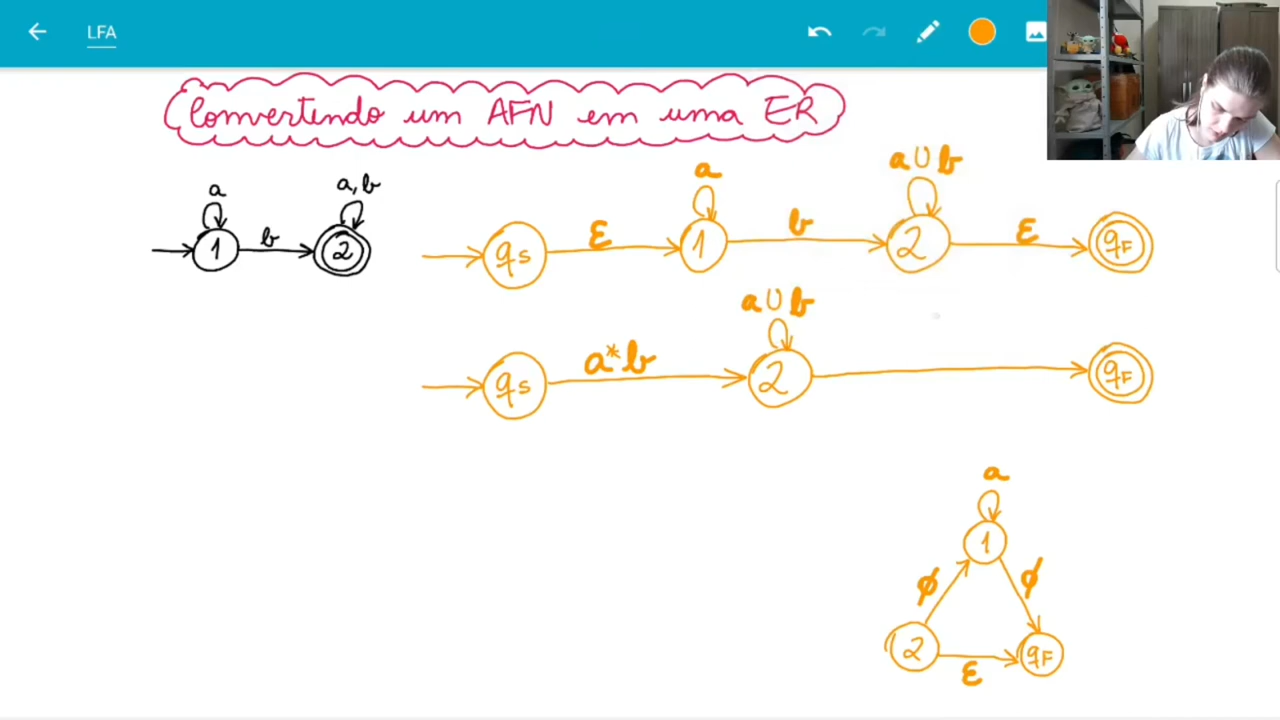 LFA
Convertendo um AFN em uma ER
a
a, b
1
b
2
a
a ∪ b
qs
ε
1
b
2
ε
qF
a ∪ b
qs
a*b
2
qF
a
1
ϕ
ϕ
2
ε
qF